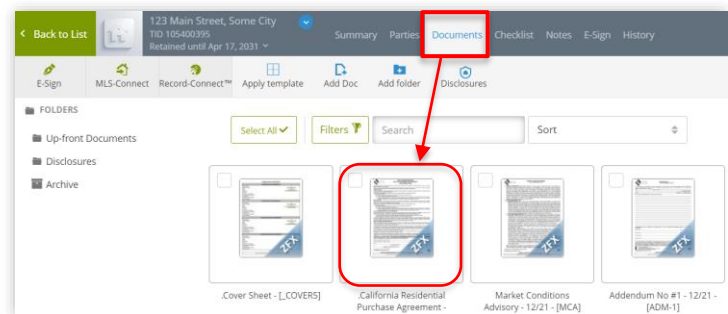 Back to List
123 Main Street, Some City
TID 105400395
Retained until Apr 17, 2031
Summary Parties Documents Checklist Notes E-Sign History
E-Sign MLS-Connect Record-Connect™ Apply template Add Doc Add folder Disclosures
FOLDERS
Up-front Documents
Disclosures
Archive
Select All Filters Search Sort
ZFX ZFX ZFX ZFX
.Cover Sheet - [_COVERS]
.California Residential
Purchase Agreement -
Market Conditions
Advisory - 12/21 - [MCA]
Addendum No #1 - 12/21 -
[ADM-1]